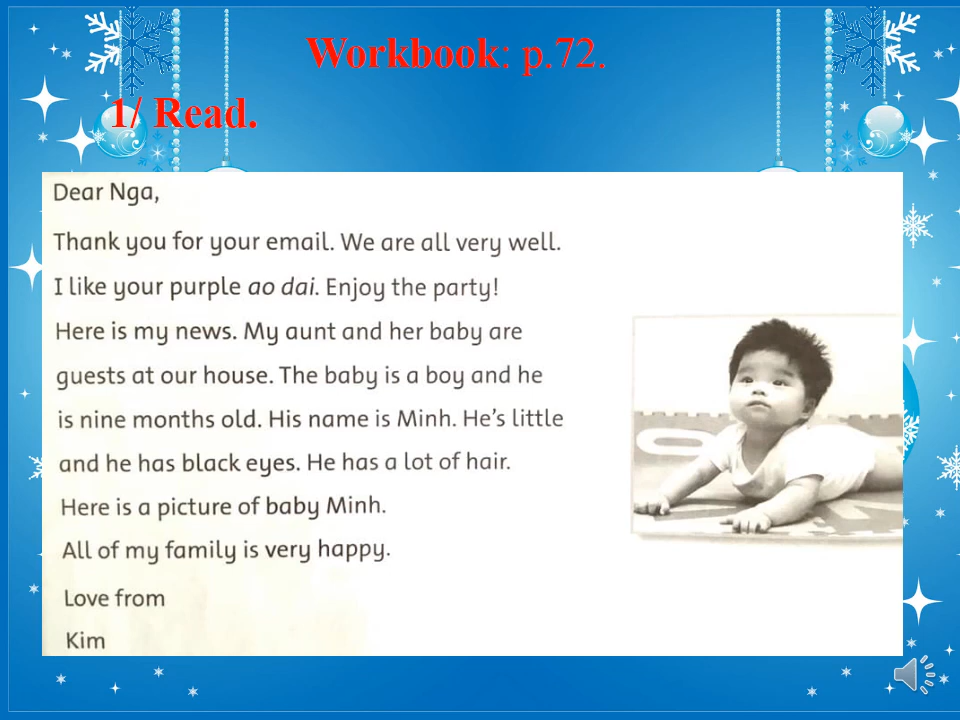 Workbook: p.72.
1/ Read.
Dear Nga,
Thank you for your email. We are all very well.
I like your purple ao dai. Enjoy the party!
Here is my news. My aunt and her baby are
guests at our house. The baby is a boy and he
is nine months old. His name is Minh. He's little
and he has black eyes. He has a lot of hair.
Here is a picture of baby Minh.
All of my family is very happy.
Love from
Kim